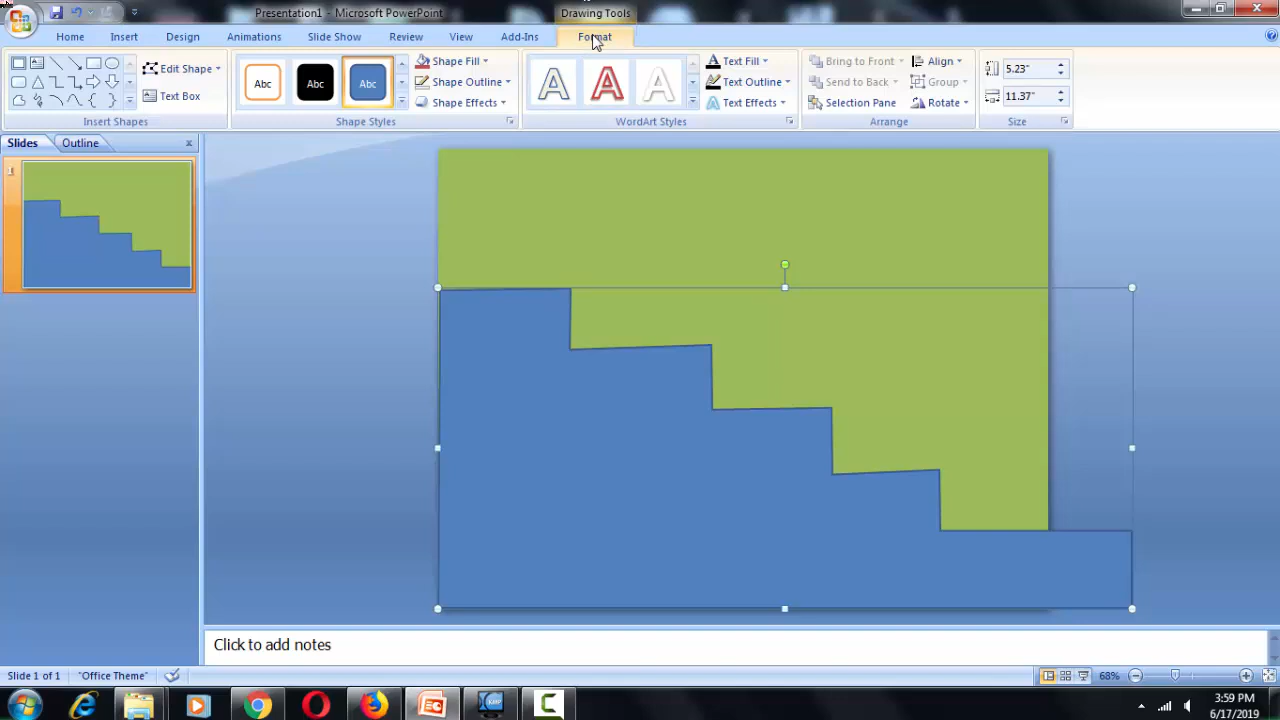 Presentation1 - Microsoft PowerPoint
Drawing Tools
Home Insert Design Animations Slide Show Review View Add-Ins Format
Edit Shape
Text Box
Insert Shapes
Abc Abc Abc
Shape Fill
Shape Outline
Shape Effects
Shape Styles
A A A
Text Fill
Text Outline
Text Effects
WordArt Styles
Bring to Front
Send to Back
Selection Pane
Align
Group
Rotate
Arrange
5.23"
11.37"
Size
Slides Outline
1
Click to add notes
Slide 1 of 1 "Office Theme" 68%
3:59 PM
6/17/2019